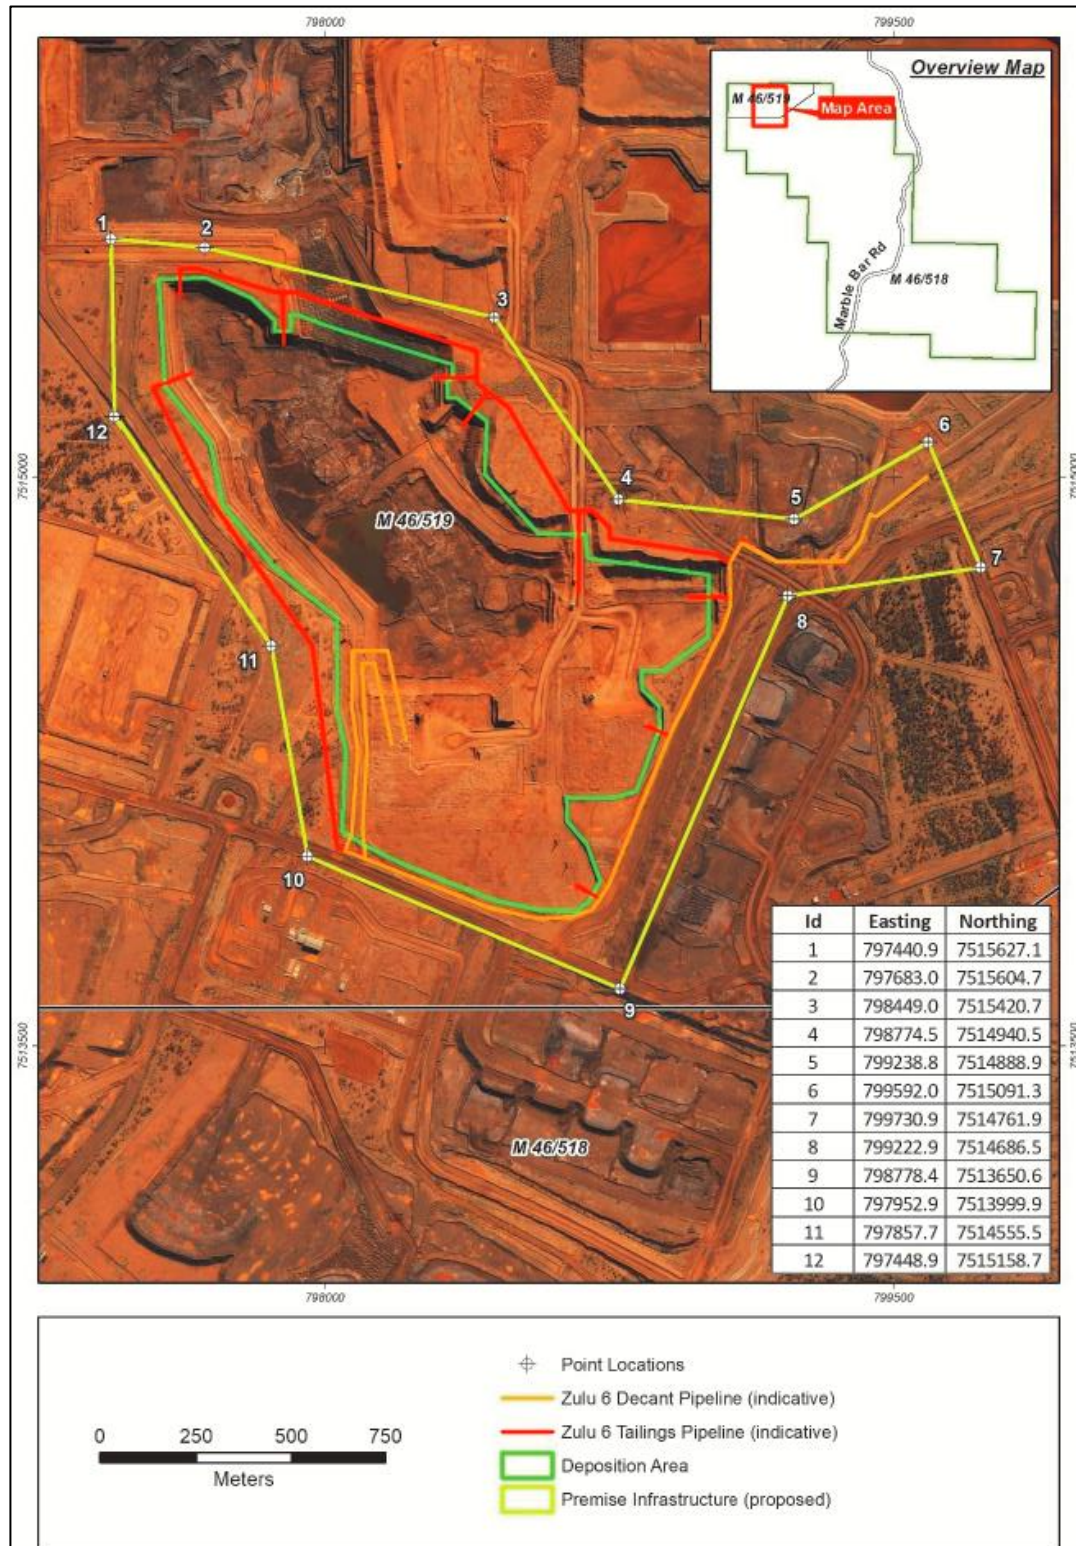 798000
799500
Overview Map
M 46/519
Map Area
Marble Bar Rd
M 46/518
1
2
3
4
5
6
7
8
9
10
11
12
7515000
7515000
M 46/519
7513500
7513500
M 46/518
Id Easting Northing
1 797440.9 7515627.1
2 797683.0 7515604.7
3 798449.0 7515420.7
4 798774.5 7514940.5
5 799238.8 7514888.9
6 799592.0 7515091.3
7 799730.9 7514761.9
8 799222.9 7514686.5
9 798778.4 7513650.6
10 797952.9 7513999.9
11 797857.7 7514555.5
12 797448.9 7515158.7
798000
799500
0 250 500 750
Meters
Point Locations
Zulu 6 Decant Pipeline (indicative)
Zulu 6 Tailings Pipeline (indicative)
Deposition Area
Premise Infrastructure (proposed)